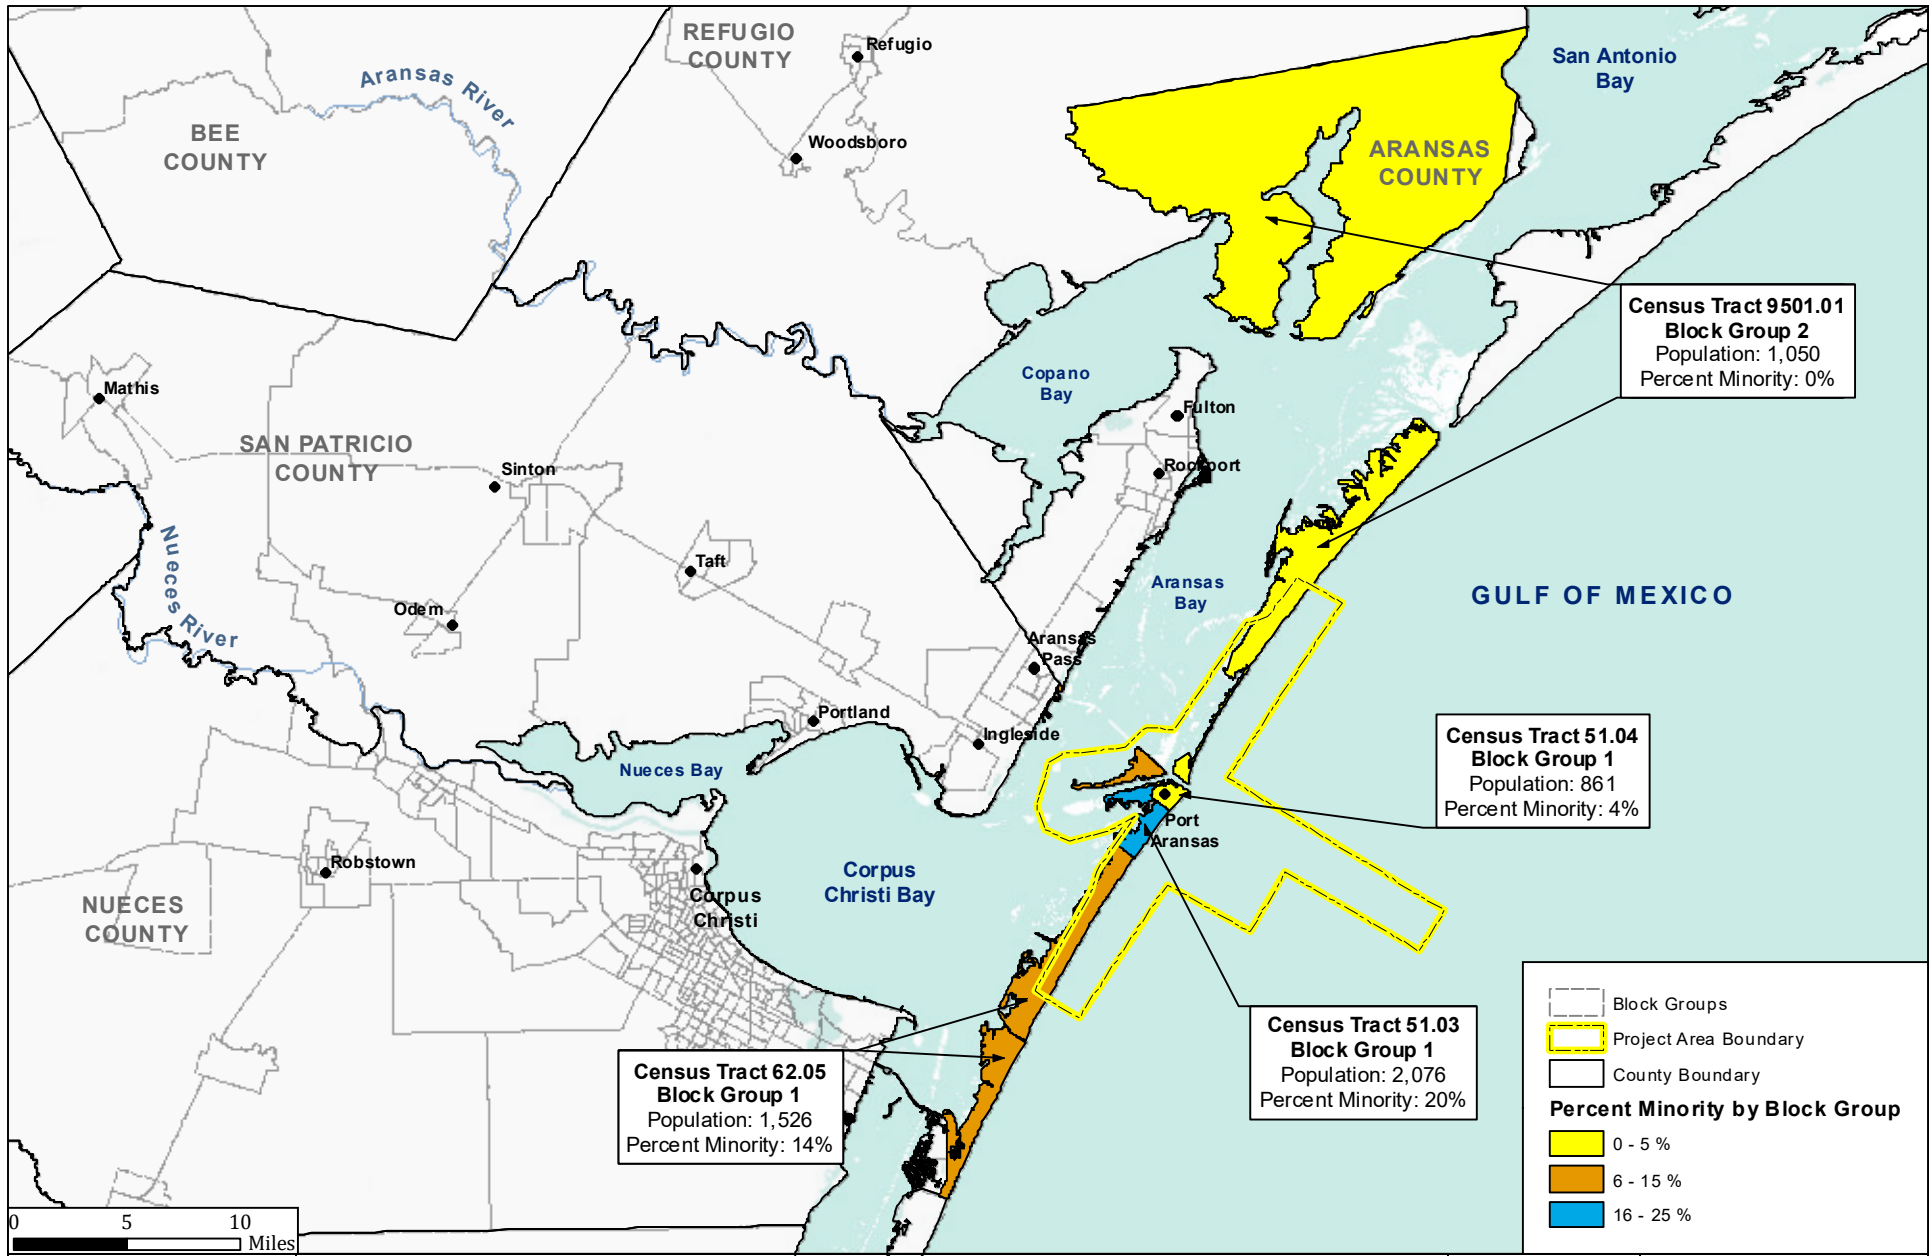 REFUGIO
COUNTY
Refugio
San Antonio
Bay
Aransas River
BEE
COUNTY
Woodsboro
ARANSAS
COUNTY
Census Tract 9501.01
Block Group 2
Population: 1,050
Percent Minority: 0%
Mathis
Copano
Bay
Fulton
SAN PATRICIO
COUNTY
Sinton
Rockport
Nueces River
Taft
Aransas
Bay
GULF OF MEXICO
Odem
Aransas
Pass
Portland
Ingleside
Census Tract 51.04
Block Group 1
Population: 861
Percent Minority: 4%
Nueces Bay
Port
Aransas
Robstown
Corpus
Christi Bay
Corpus
Christi
NUECES
COUNTY
Census Tract 51.03
Block Group 1
Population: 2,076
Percent Minority: 20%
Census Tract 62.05
Block Group 1
Population: 1,526
Percent Minority: 14%
Block Groups
Project Area Boundary
County Boundary
Percent Minority by Block Group
0 - 5 %
6 - 15 %
16 - 25 %
0 5 10
Miles